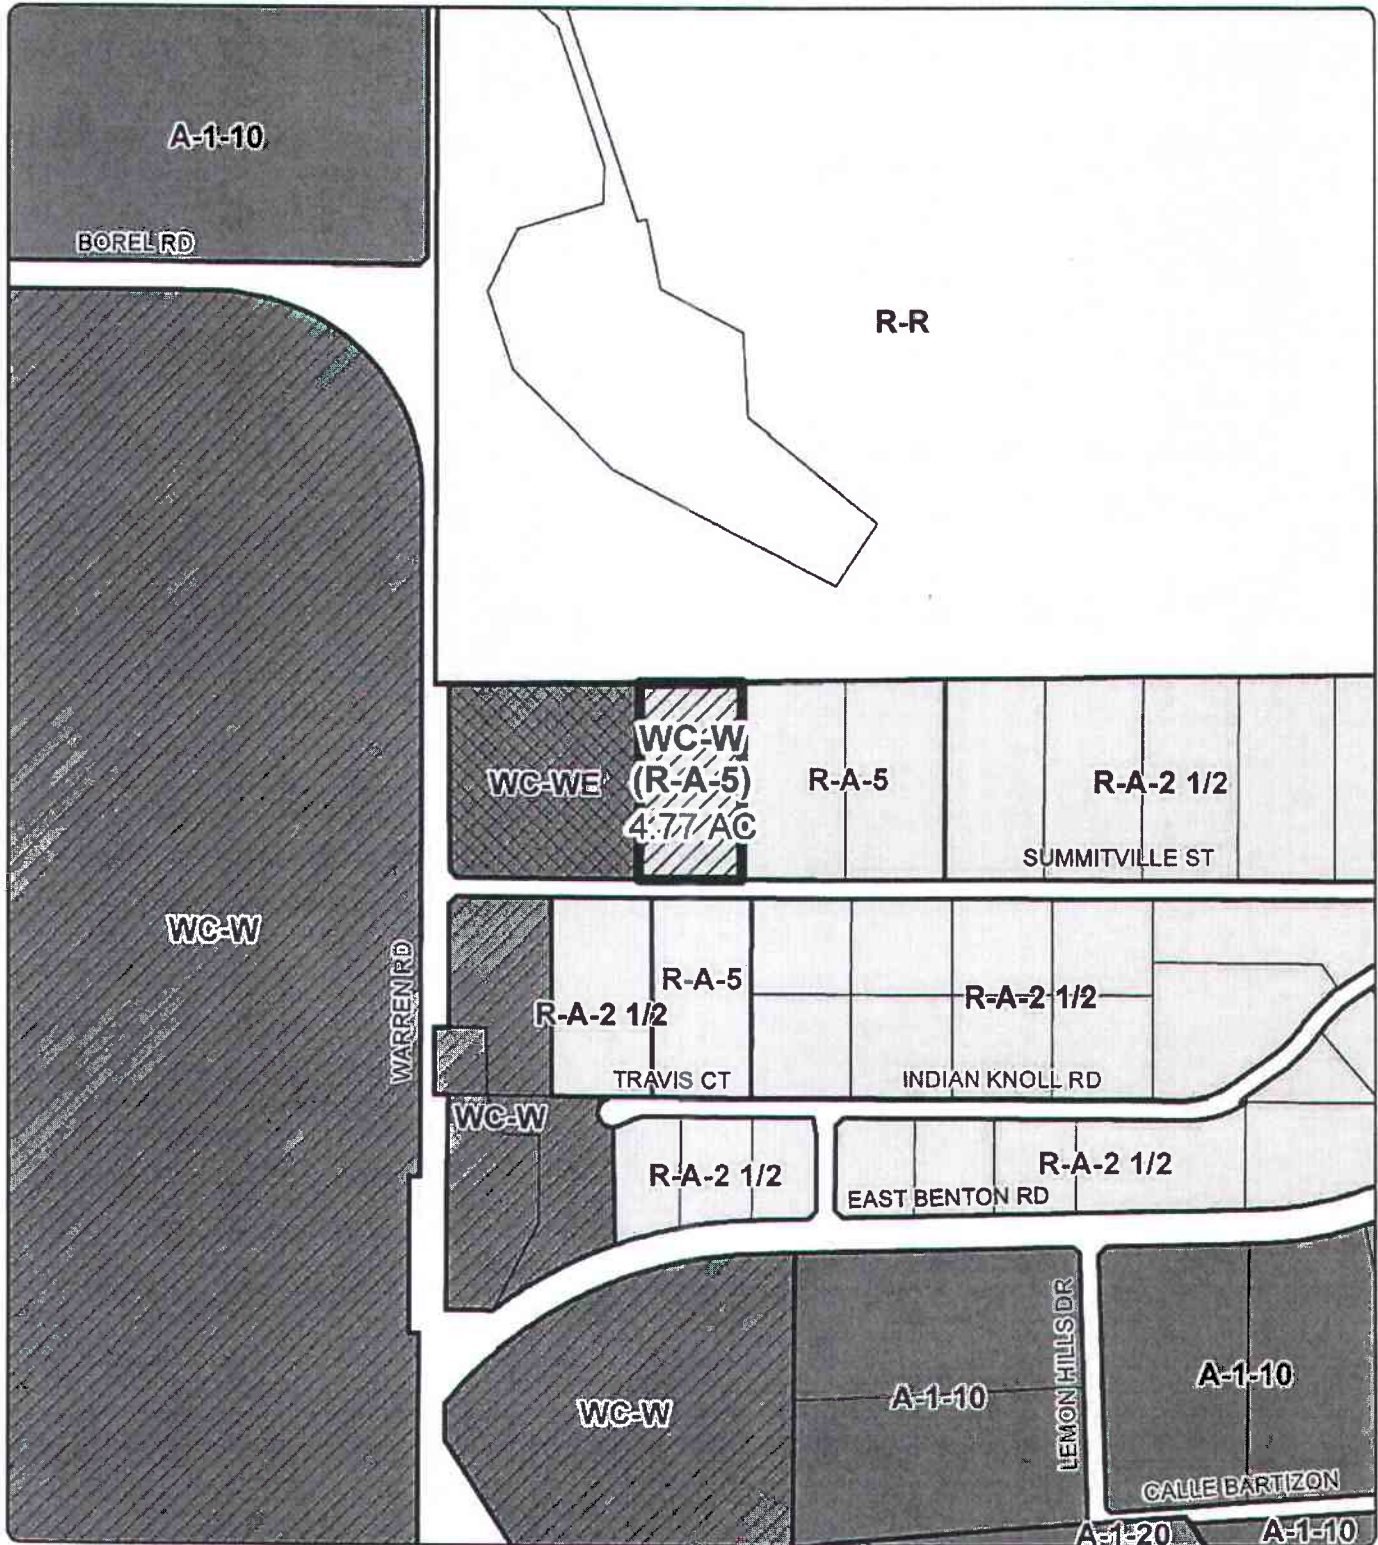 A-1-10
BOREL RD
R-R
WC-WE
WC-W
(R-A-5)
4.77 AC
R-A-5
R-A-2 1/2
SUMMITVILLE ST
WC-W
WARREN RD
R-A-5
R-A-2 1/2
R-A-2 1/2
TRAVIS CT
INDIAN KNOLL RD
WC-W
R-A-2 1/2
R-A-2 1/2
EAST BENTON RD
LEMON HILLS DR
WC-W
A-1-10
A-1-10
CALLE BARTIZON
A-1-20
A-1-10